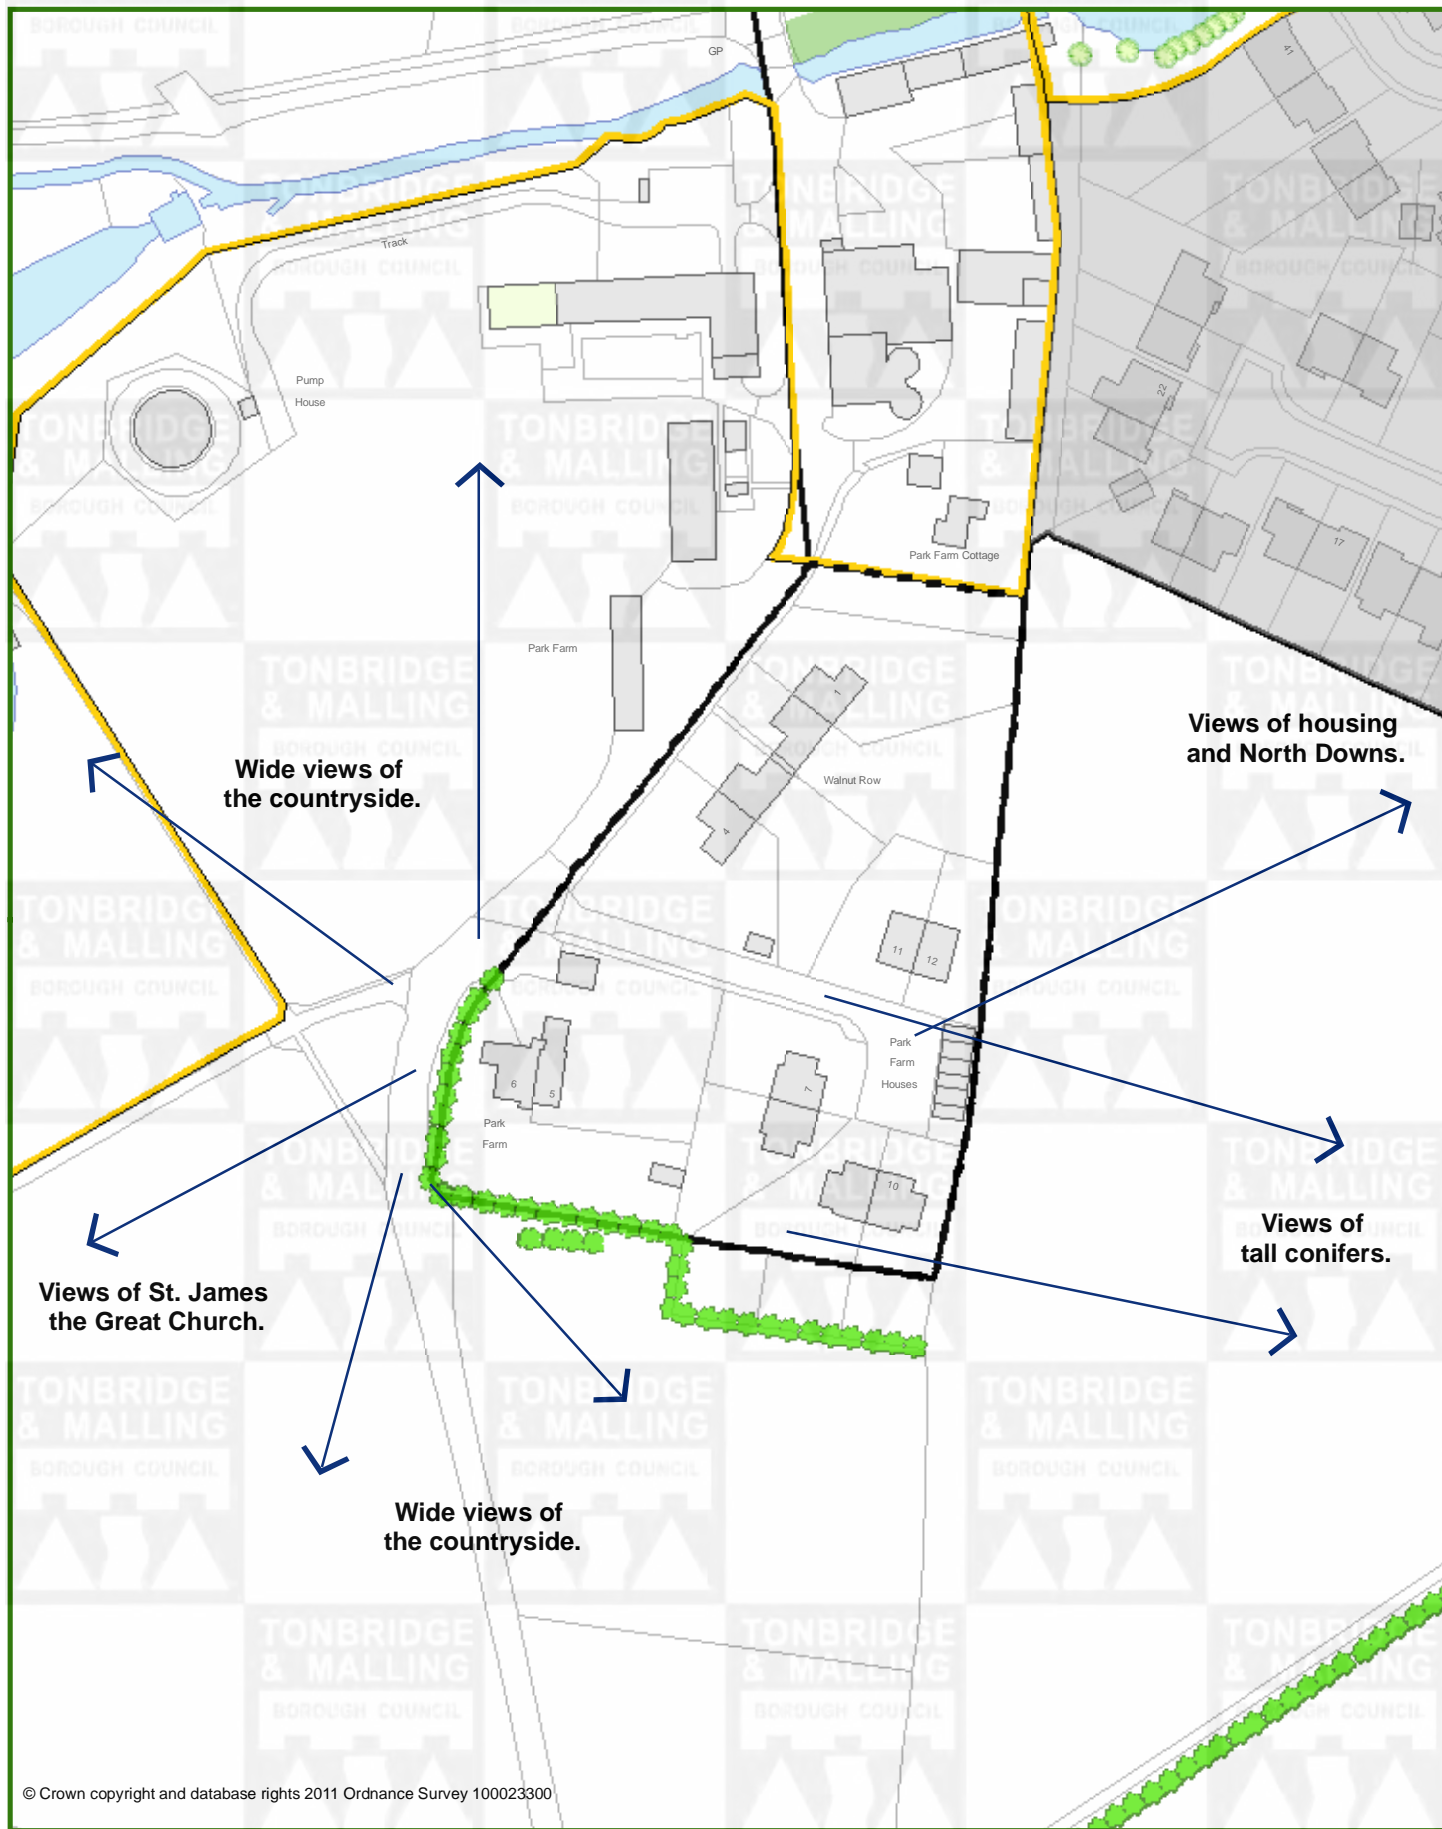 GP
41
Track
Pump
House
22
17
Park Farm Cottage
Park Farm
1
Walnut Row
4
Views of housing
and North Downs.
Wide views of
the countryside.
11
12
Park
Farm
Houses
7
6
5
Park
Farm
10
Views of
tall conifers.
Views of St. James
the Great Church.
Wide views of
the countryside.
© Crown copyright and database rights 2011 Ordnance Survey 100023300
TONBRIDGE
& MALLING
BOROUGH COUNCIL